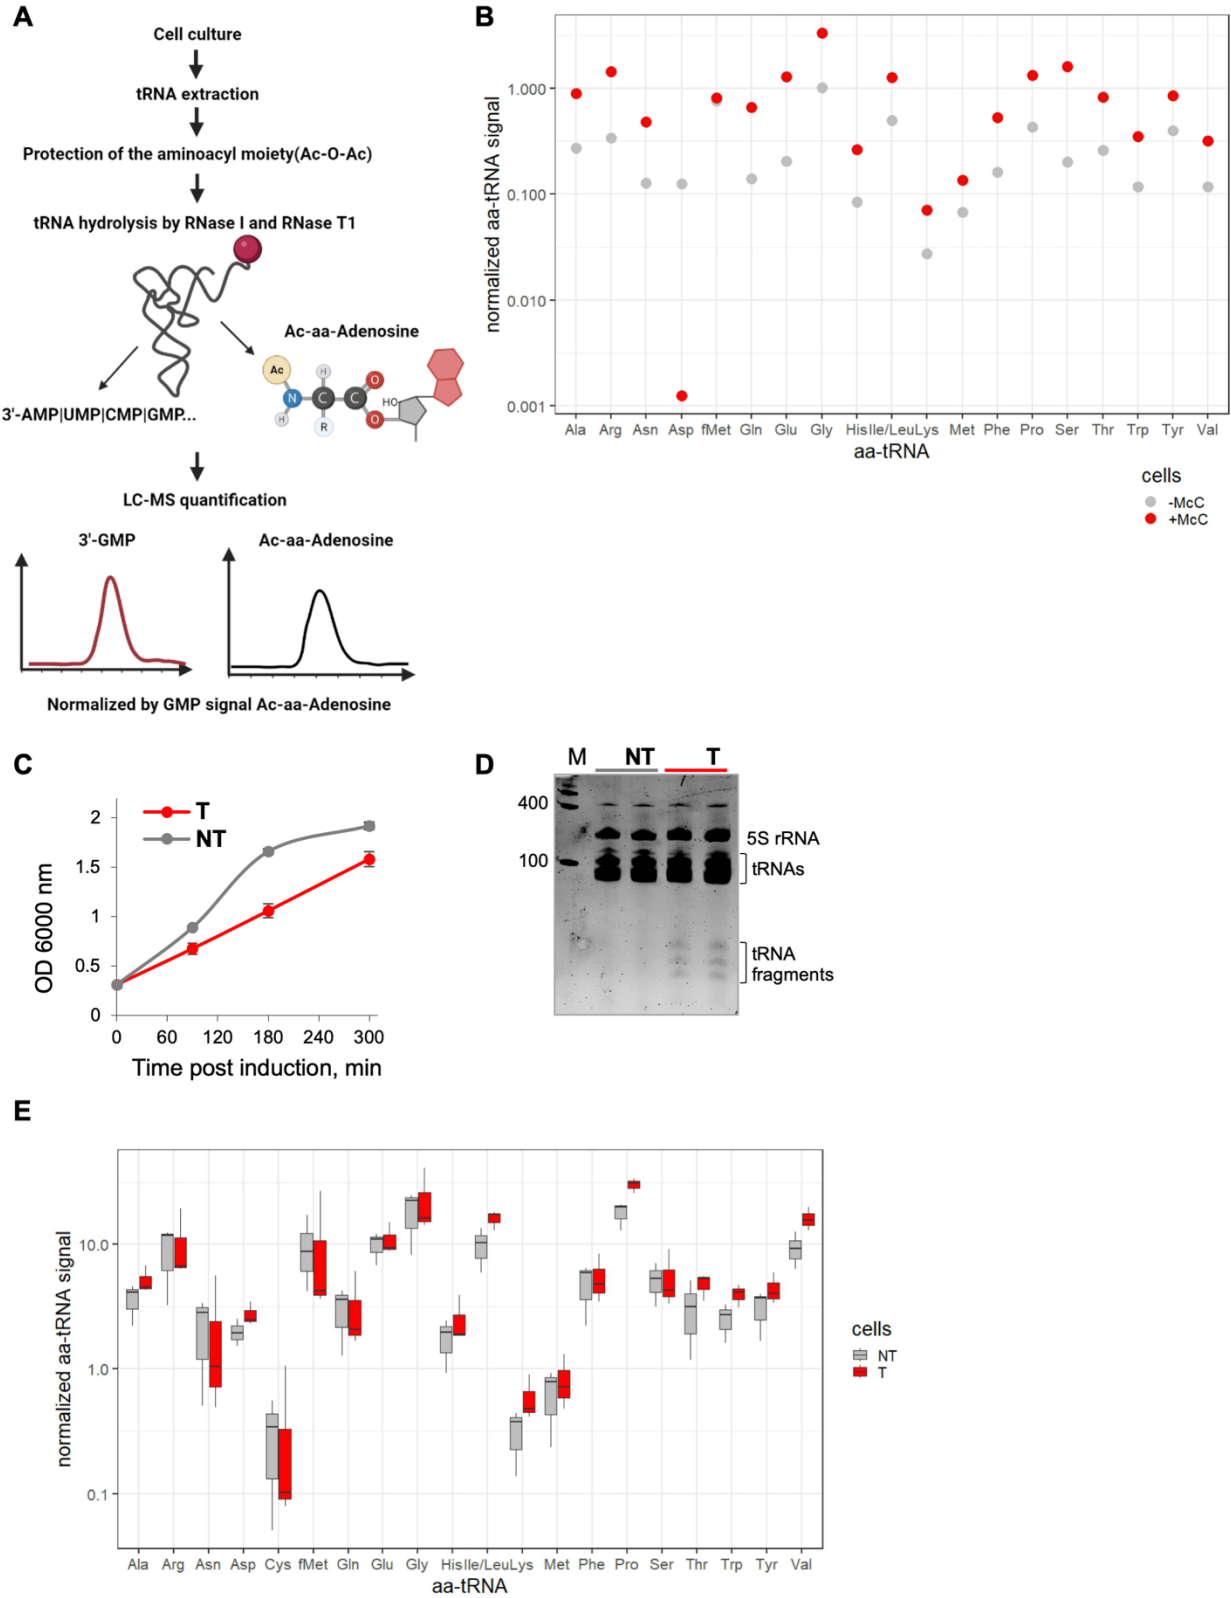 A
Cell culture
tRNA extraction
Protection of the aminoacyl moiety(Ac-O-Ac)
tRNA hydrolysis by RNase I and RNase T1
Ac-aa-Adenosine
Ac
H
O
N
C
C
HO
H
R
O
3'-AMP|UMP|CMP|GMP...
LC-MS quantification
3'-GMP
Ac-aa-Adenosine
Normalized by GMP signal Ac-aa-Adenosine
B
normalized aa-tRNA signal
1.000
0.100
0.010
0.001
Ala Arg Asn Asp fMet Gln Glu Gly His Ile/Leu Lys Met Phe Pro Ser Thr Trp Tyr Val
aa-tRNA
cells
-McC
+McC
C
T
NT
OD 6000 nm
2
1.5
1
0.5
0
0 60 120 180 240 300
Time post induction, min
D
M NT T
400
100
5S rRNA
tRNAs
tRNA
fragments
E
normalized aa-tRNA signal
10.0
1.0
0.1
Ala Arg Asn Asp Cys fMet Gln Glu Gly His Ile/Leu Lys Met Phe Pro Ser Thr Trp Tyr Val
aa-tRNA
cells
NT
T